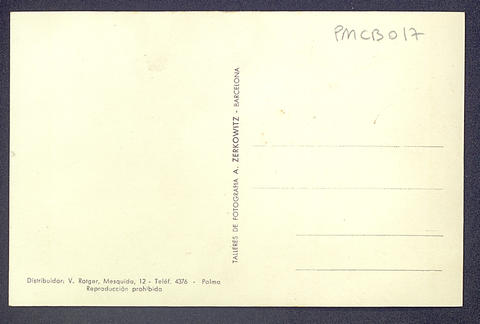 PMCB017
TALLERES DE FOTOGRAFIA A. ZERKOWITZ - BARCELONA
Distribuidor: V. Rotger, Mesquida, 12 - Teléf. 4376 - Palma
Reproducción prohibida